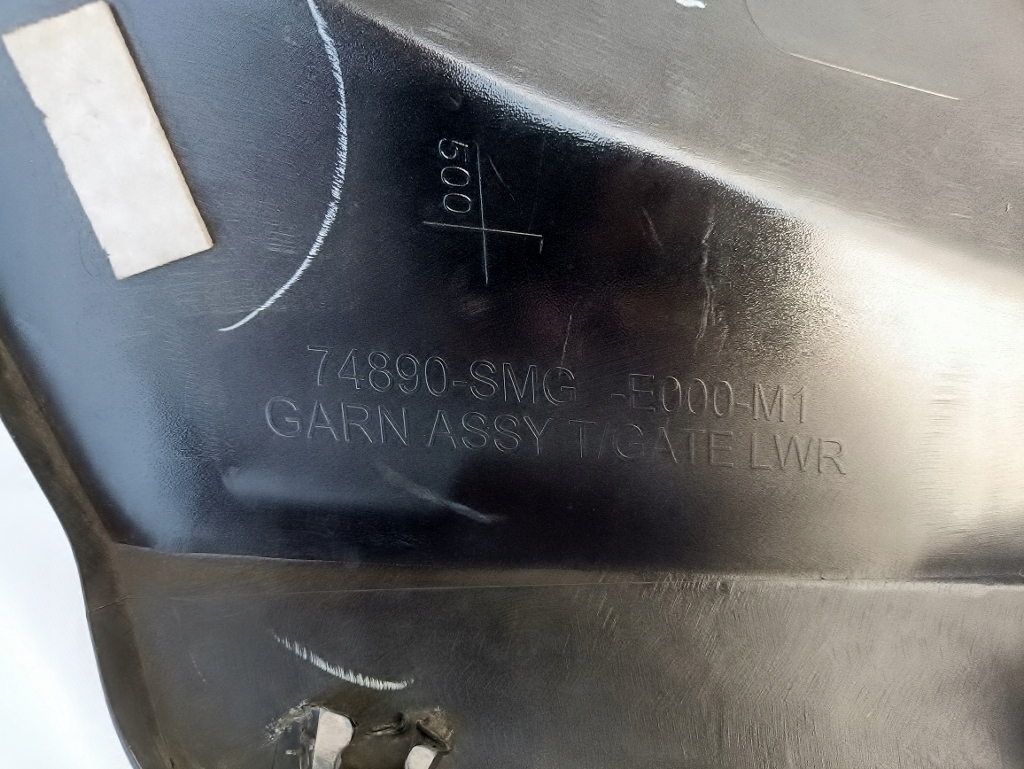 500
74890-SMG -E000-M1
GARN ASSY T/GATE LWR